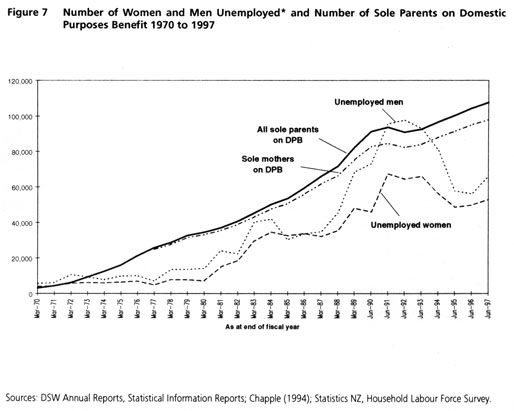 Figure 7 Number of Women and Men Unemployed* and Number of Sole Parents on Domestic
Purposes Benefit 1970 to 1997
120,000
100,000
80,000
60,000
40,000
20,000
0
Unemployed men
All sole parents
on DPB
Sole mothers
on DPB
Unemployed women
Mar-70
Mar-71
Mar-72
Mar-73
Mar-74
Mar-75
Mar-76
Mar-77
Mar-78
Mar-79
Mar-80
Mar-81
Mar-82
Mar-83
Mar-84
Mar-85
Mar-86
Mar-87
Mar-88
Mar-89
Jun-90
Jun-91
Jun-92
Jun-93
Jun-94
Jun-95
Jun-96
Jun-97
As at end of fiscal year
Sources: DSW Annual Reports, Statistical Information Reports; Chapple (1994); Statistics NZ, Household Labour Force Survey.